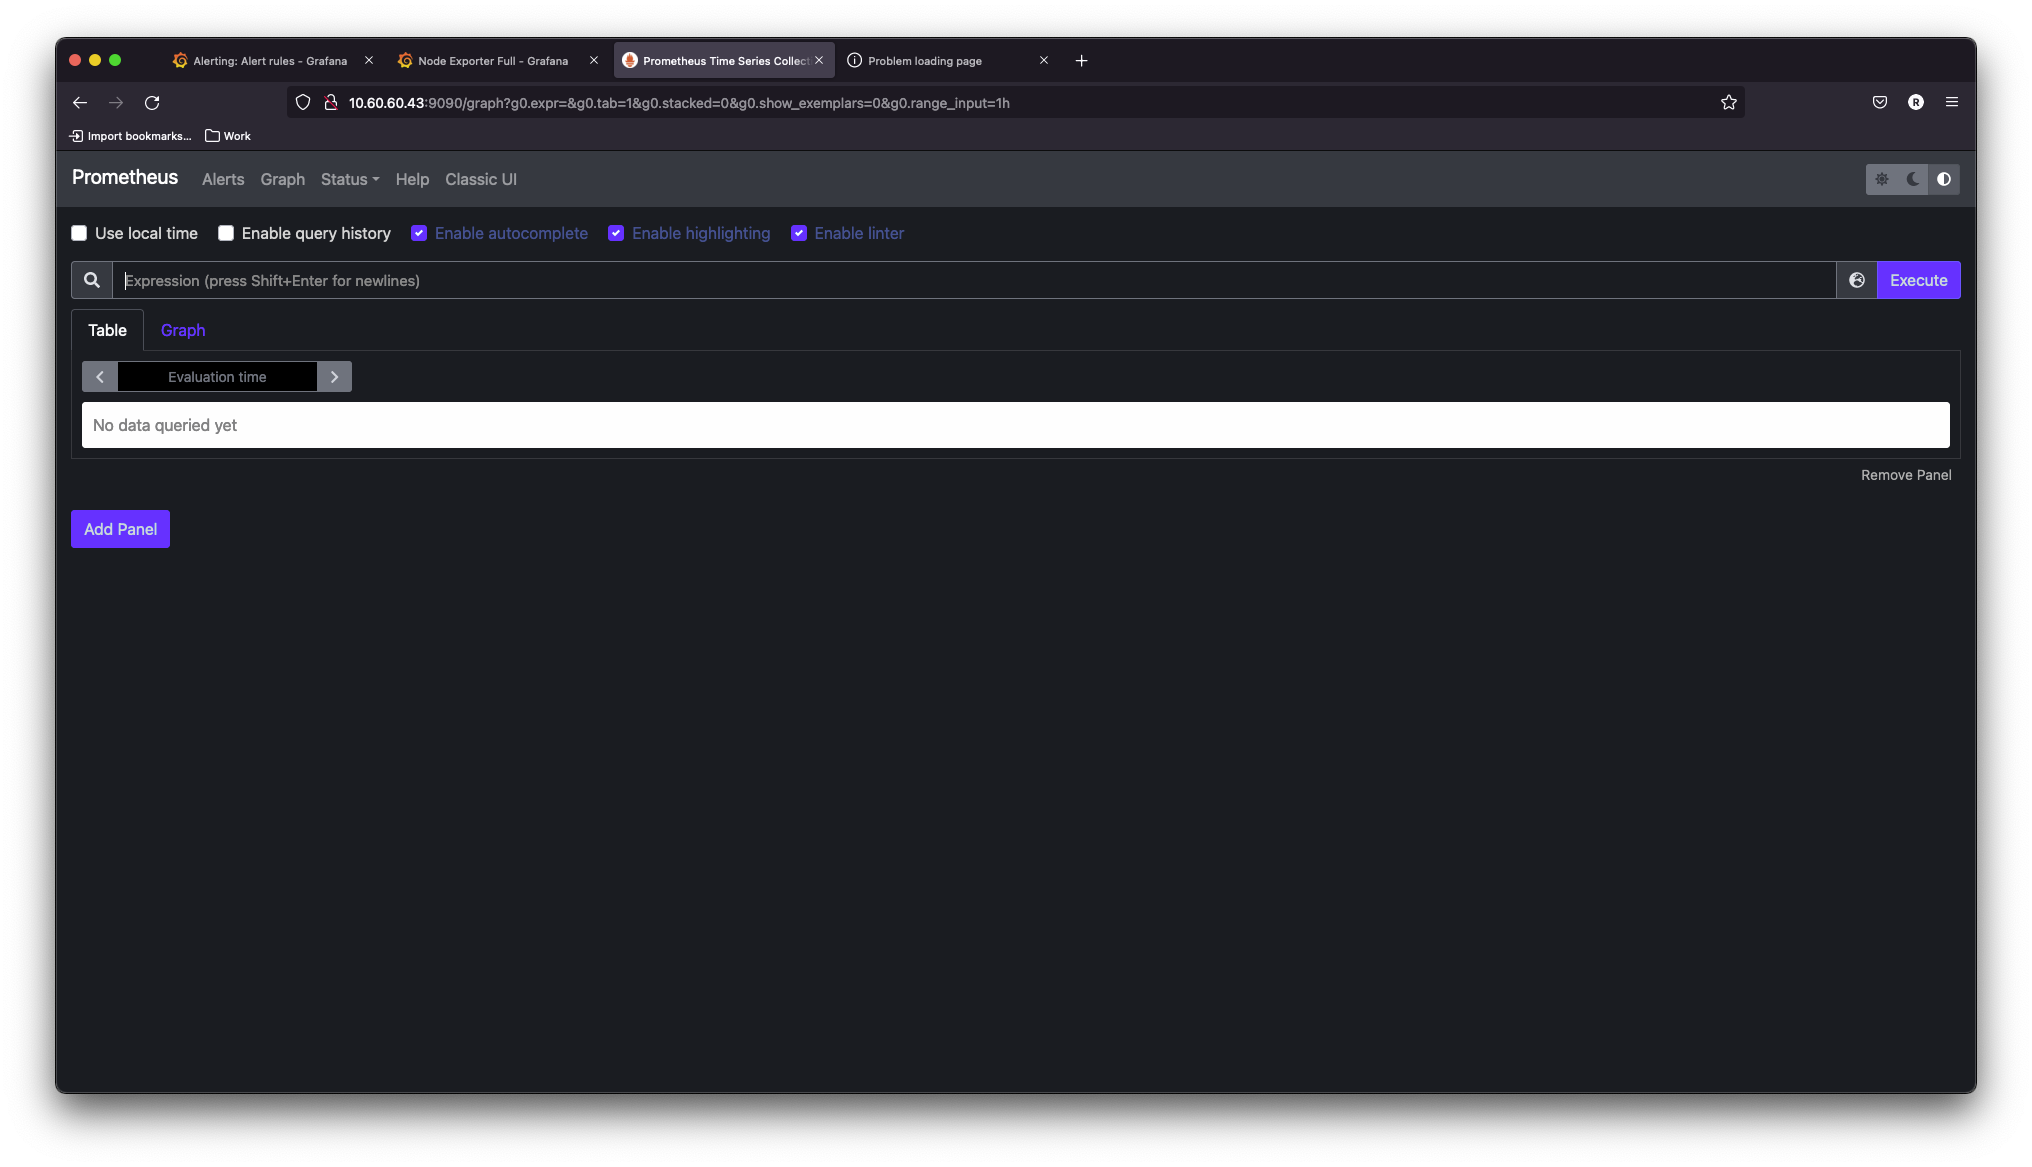 Alerting: Alert rules - Grafana
Node Exporter Full - Grafana
Prometheus Time Series Collect
Problem loading page
10.60.60.43:9090/graph?g0.expr=&g0.tab=1&g0.stacked=0&g0.show_exemplars=0&g0.range_input=1h
R
Import bookmarks...
Work
Prometheus
Alerts
Graph
Status
Help
Classic UI
Use local time
Enable query history
Enable autocomplete
Enable highlighting
Enable linter
Expression (press Shift+Enter for newlines)
Execute
Table
Graph
Evaluation time
No data queried yet
Remove Panel
Add Panel